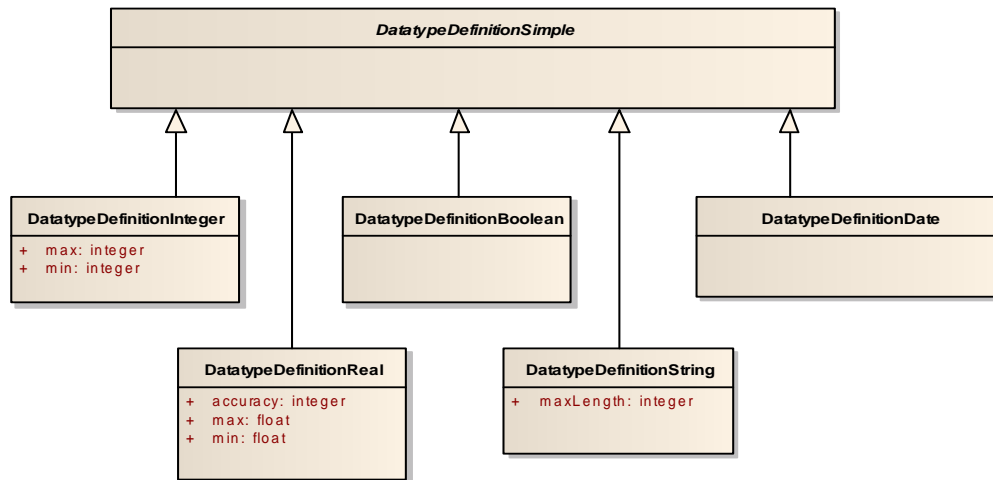 DatatypeDefinitionSimple
DatatypeDefinitionInteger
+ max: integer
+ min: integer
DatatypeDefinitionBoolean
DatatypeDefinitionDate
DatatypeDefinitionReal
+ accuracy: integer
+ max: float
+ min: float
DatatypeDefinitionString
+ maxLength: integer